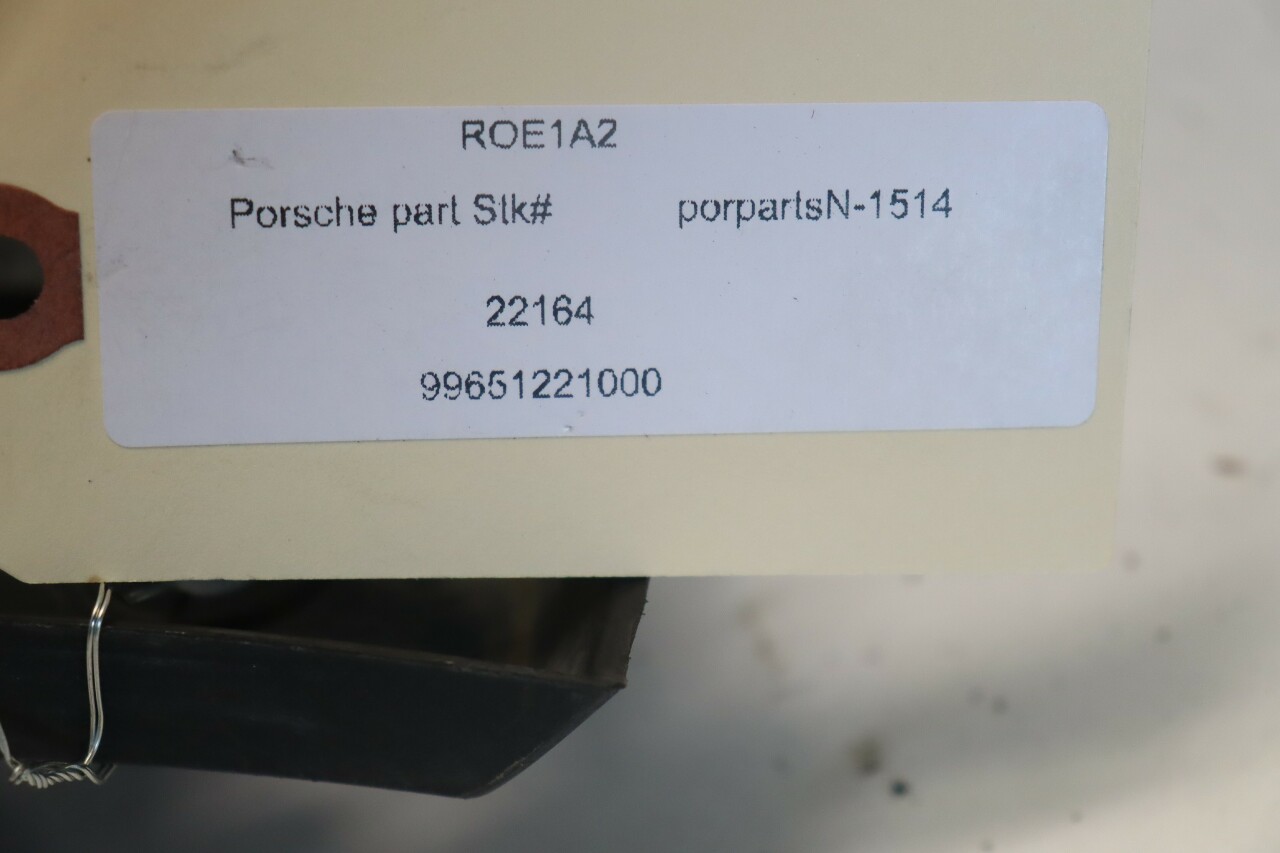 ROE1A2
Porsche part Stk# porpartsN-1514
22164
99651221000